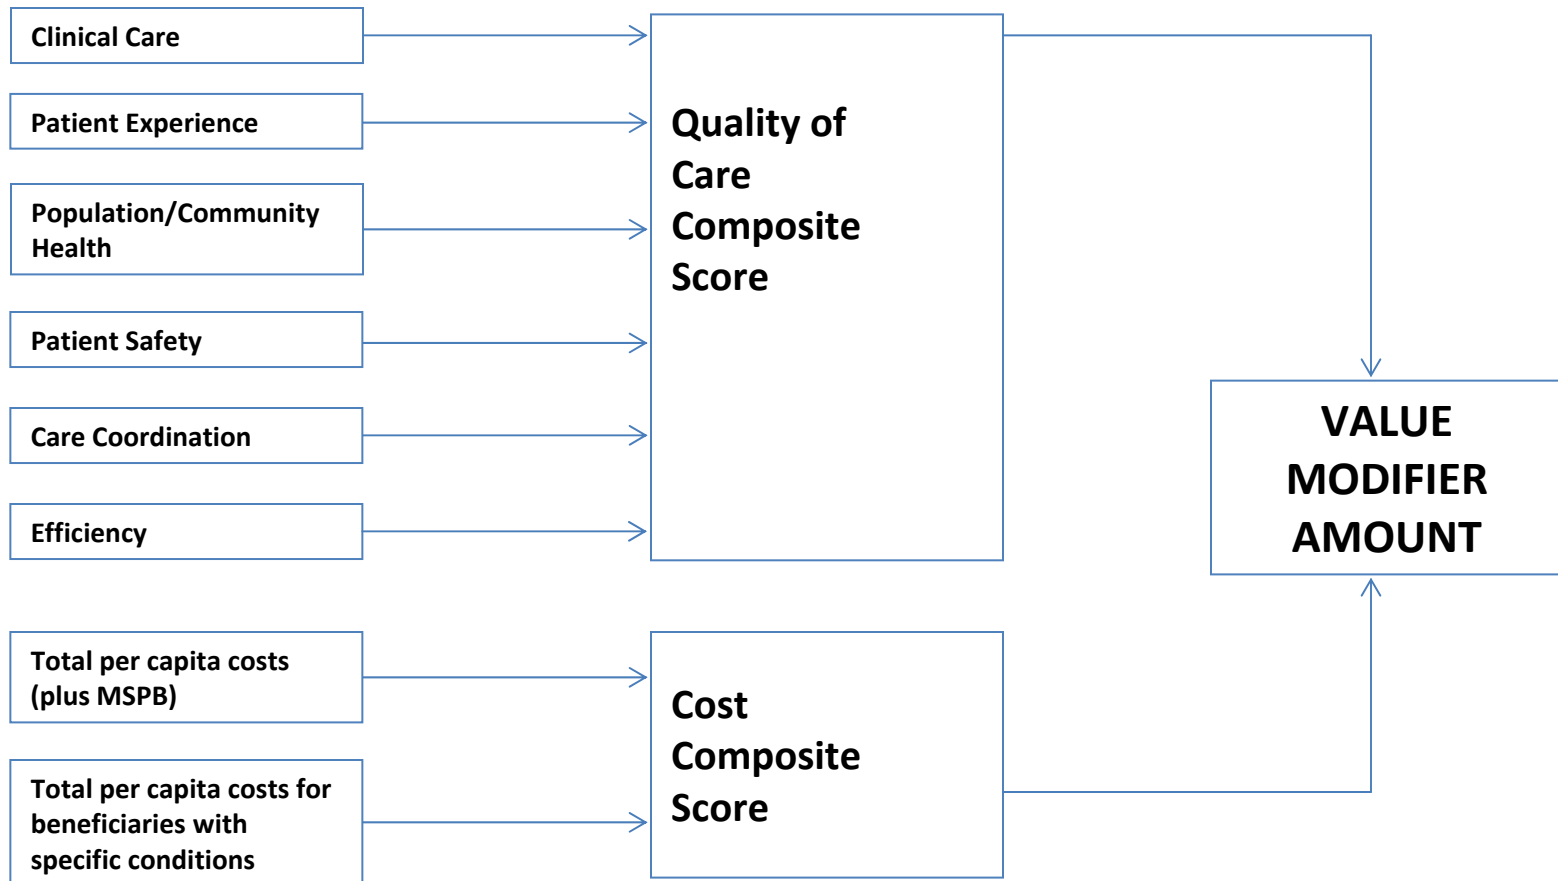 Clinical Care
Patient Experience
Population/Community
Health
Patient Safety
Care Coordination
Efficiency
Total per capita costs
(plus MSPB)
Total per capita costs for
beneficiaries with
specific conditions
Quality of
Care
Composite
Score
Cost
Composite
Score
VALUE
MODIFIER
AMOUNT